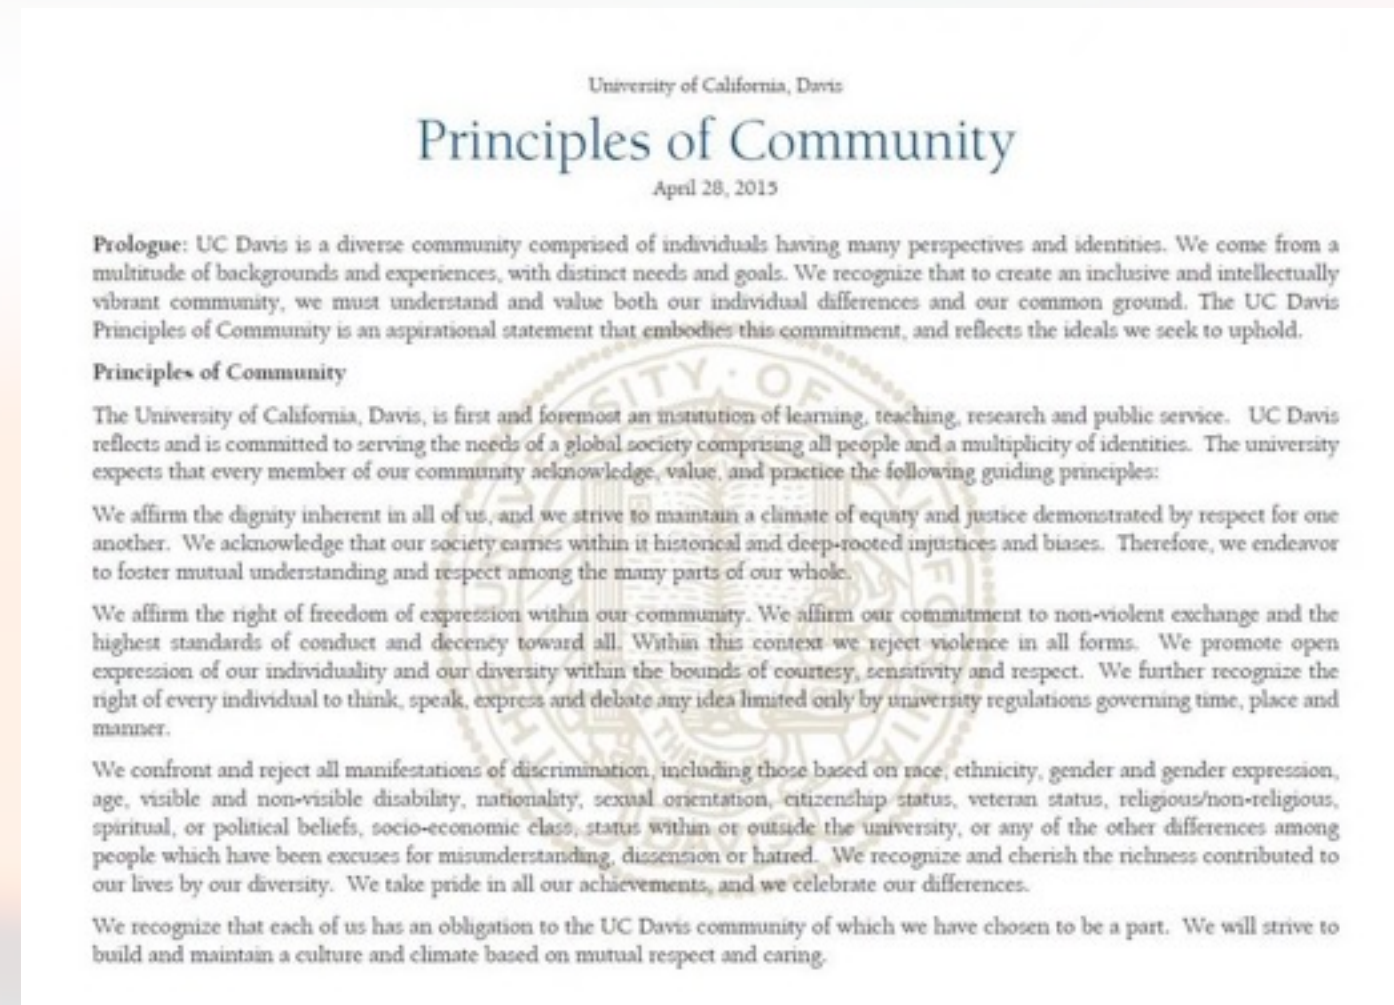 University of California, Davis
Principles of Community
April 28, 2015
Prologue: UC Davis is a diverse community comprised of individuals having many perspectives and identities. We come from a
multitude of backgrounds and experiences, with distinct needs and goals. We recognize that to create an inclusive and intellectually
vibrant community, we must understand and value both our individual differences and our common ground. The UC Davis
Principles of Community is an aspirational statement that embodies this commitment, and reflects the ideals we seek to uphold.
Principles of Community
The University of California, Davis, is first and foremost an institution of learning, teaching, research and public service. UC Davis
reflects and is committed to serving the needs of a global society comprising all people and a multiplicity of identities. The university
expects that every member of our community acknowledge, value, and practice the following guiding principles:
We affirm the dignity inherent in all of us, and we strive to maintain a climate of equity and justice demonstrated by respect for one
another. We acknowledge that our society carries within it historical and deep-rooted injustices and biases. Therefore, we endeavor
to foster mutual understanding and respect among the many parts of our whole.
We affirm the right of freedom of expression within our community. We affirm our commitment to non-violent exchange and the
highest standards of conduct and decency toward all. Within this context we reject violence in all forms. We promote open
expression of our individuality and our diversity within the bounds of courtesy, sensitivity and respect. We further recognize the
right of every individual to think, speak, express and debate any idea limited only by university regulations governing time, place and
manner.
We confront and reject all manifestations of discrimination, including those based on race, ethnicity, gender and gender expression,
age, visible and non-visible disability, nationality, sexual orientation, citizenship status, veteran status, religious/non-religious,
spiritual, or political beliefs, socio-economic class, status within or outside the university, or any of the other differences among
people which have been excuses for misunderstanding, dissension or hatred. We recognize and cherish the richness contributed to
our lives by our diversity. We take pride in all our achievements, and we celebrate our differences.
We recognize that each of us has an obligation to the UC Davis community of which we have chosen to be a part. We will strive to
build and maintain a culture and climate based on mutual respect and caring.